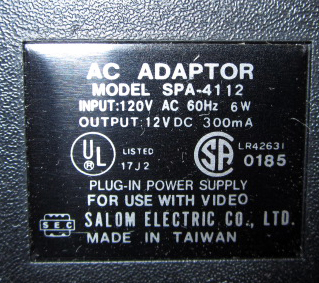 AC ADAPTOR
MODEL SPA-4112
INPUT:120V AC 60Hz 6W
OUTPUT:12VDC 300mA
UL LISTED 17J2 SA LR42631 0185
PLUG-IN POWER SUPPLY
FOR USE WITH VIDEO
SEC SALOM ELECTRIC CO., LTD.
MADE IN TAIWAN